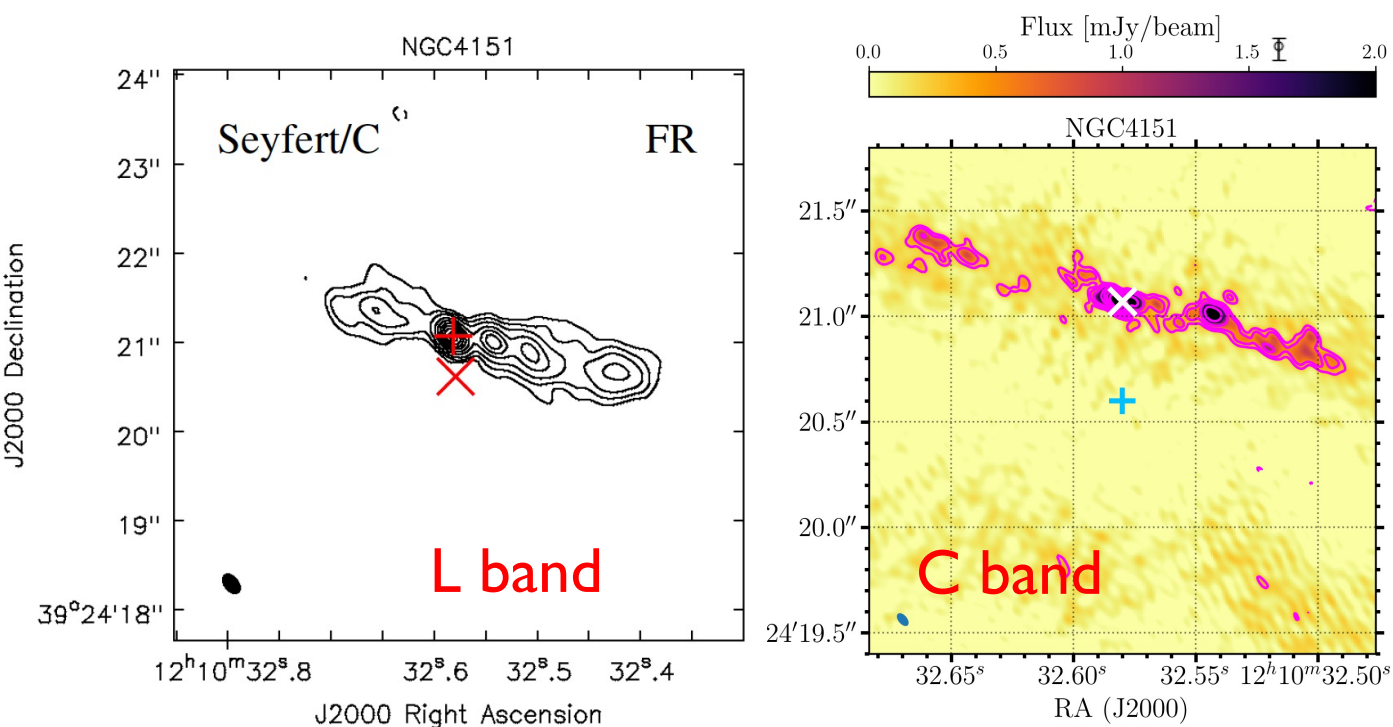 NGC4151
Seyfert/C
FR
24''
23''
22''
21''
20''
19''
39°24'18''
J2000 Declination
L band
12ʰ10ᵐ32ˢ.8
32ˢ.6
32ˢ.5
32ˢ.4
J2000 Right Ascension
Flux [mJy/beam]
0.0
0.5
1.0
1.5
2.0
NGC4151
21.5″
21.0″
20.5″
20.0″
24′19.5″
C band
32.65ˢ
32.60ˢ
32.55ˢ
12ʰ10ᵐ32.50ˢ
RA (J2000)